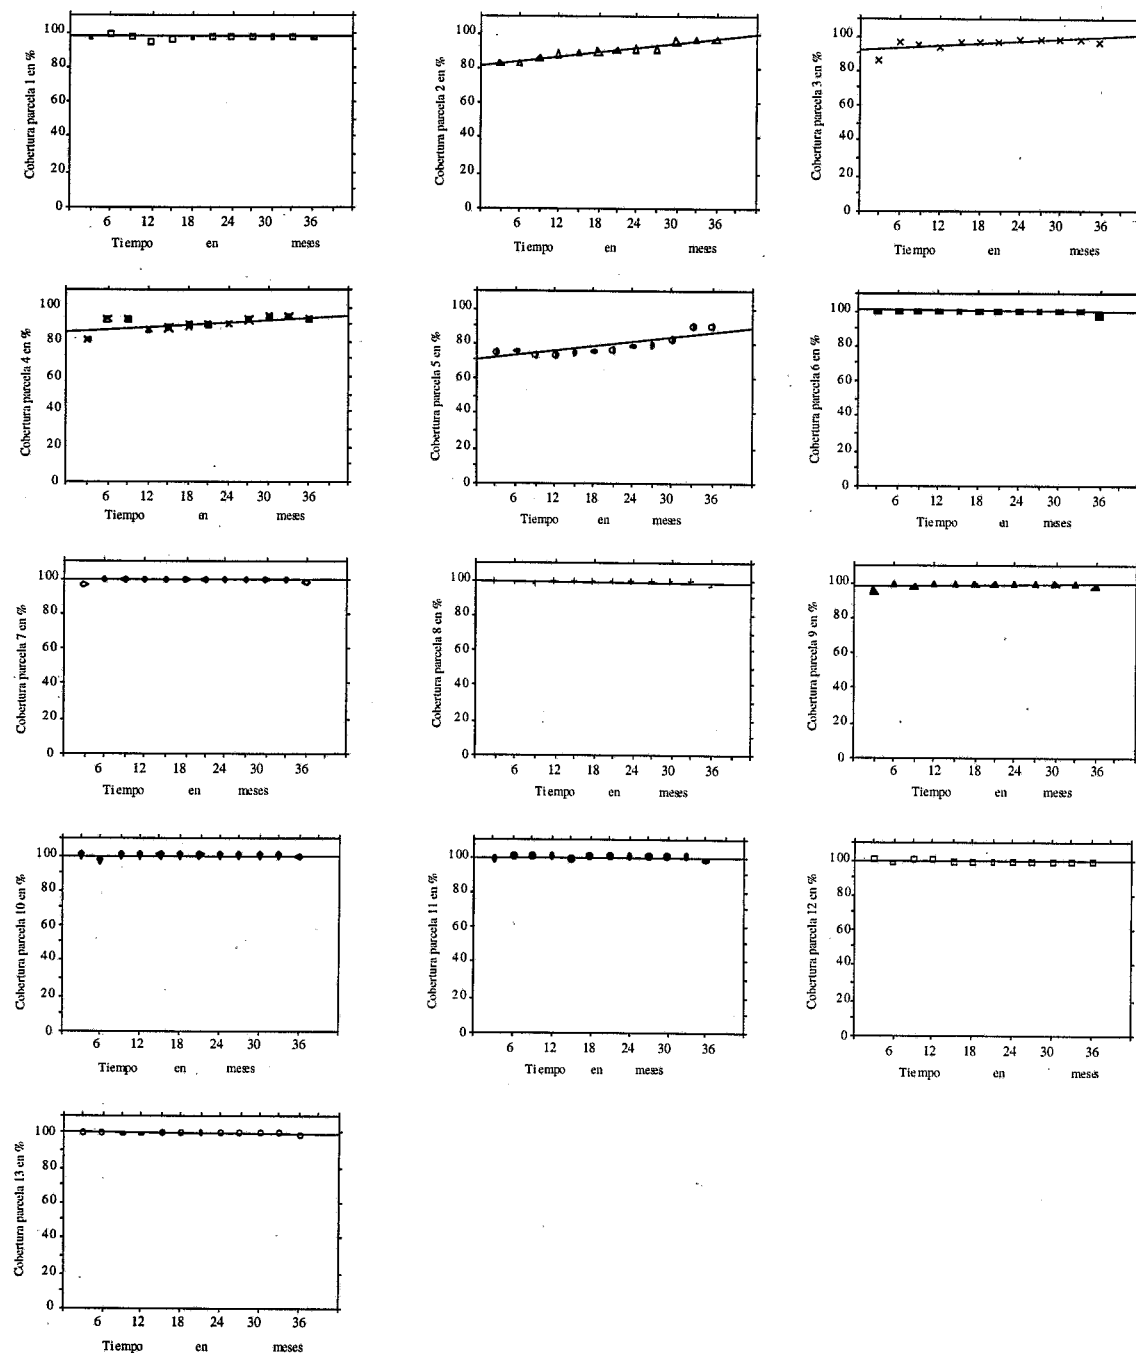 Cobertura parcela 1 en %
100
80
60
40
20
0
6 12 18 24 30 36
Tiempo en meses
Cobertura parcela 2 en %
100
80
60
40
20
0
6 12 18 24 30 36
Tiempo en meses
Cobertura parcela 3 en %
100
80
60
40
20
0
6 12 18 24 30 36
Tiempo en meses
Cobertura parcela 4 en %
100
80
60
40
20
0
6 12 18 24 30 36
Tiempo en meses
Cobertura parcela 5 en %
100
80
60
40
20
0
6 12 18 24 30 36
Tiempo en meses
Cobertura parcela 6 en %
100
80
60
40
20
0
6 12 18 24 30 36
Tiempo en meses
Cobertura parcela 7 en %
100
80
60
40
20
0
6 12 18 24 30 36
Tiempo en meses
Cobertura parcela 8 en %
100
80
60
40
20
0
6 12 18 24 30 36
Tiempo en meses
Cobertura parcela 9 en %
100
80
60
40
20
0
6 12 18 24 30 36
Tiempo en meses
Cobertura parcela 10 en %
100
80
60
40
20
0
6 12 18 24 30 36
Tiempo en meses
Cobertura parcela 11 en %
100
80
60
40
20
0
6 12 18 24 30 36
Tiempo en meses
Cobertura parcela 12 en %
100
80
60
40
20
0
6 12 18 24 30 36
Tiempo en meses
Cobertura parcela 13 en %
100
80
60
40
20
0
6 12 18 24 30 36
Tiempo en meses